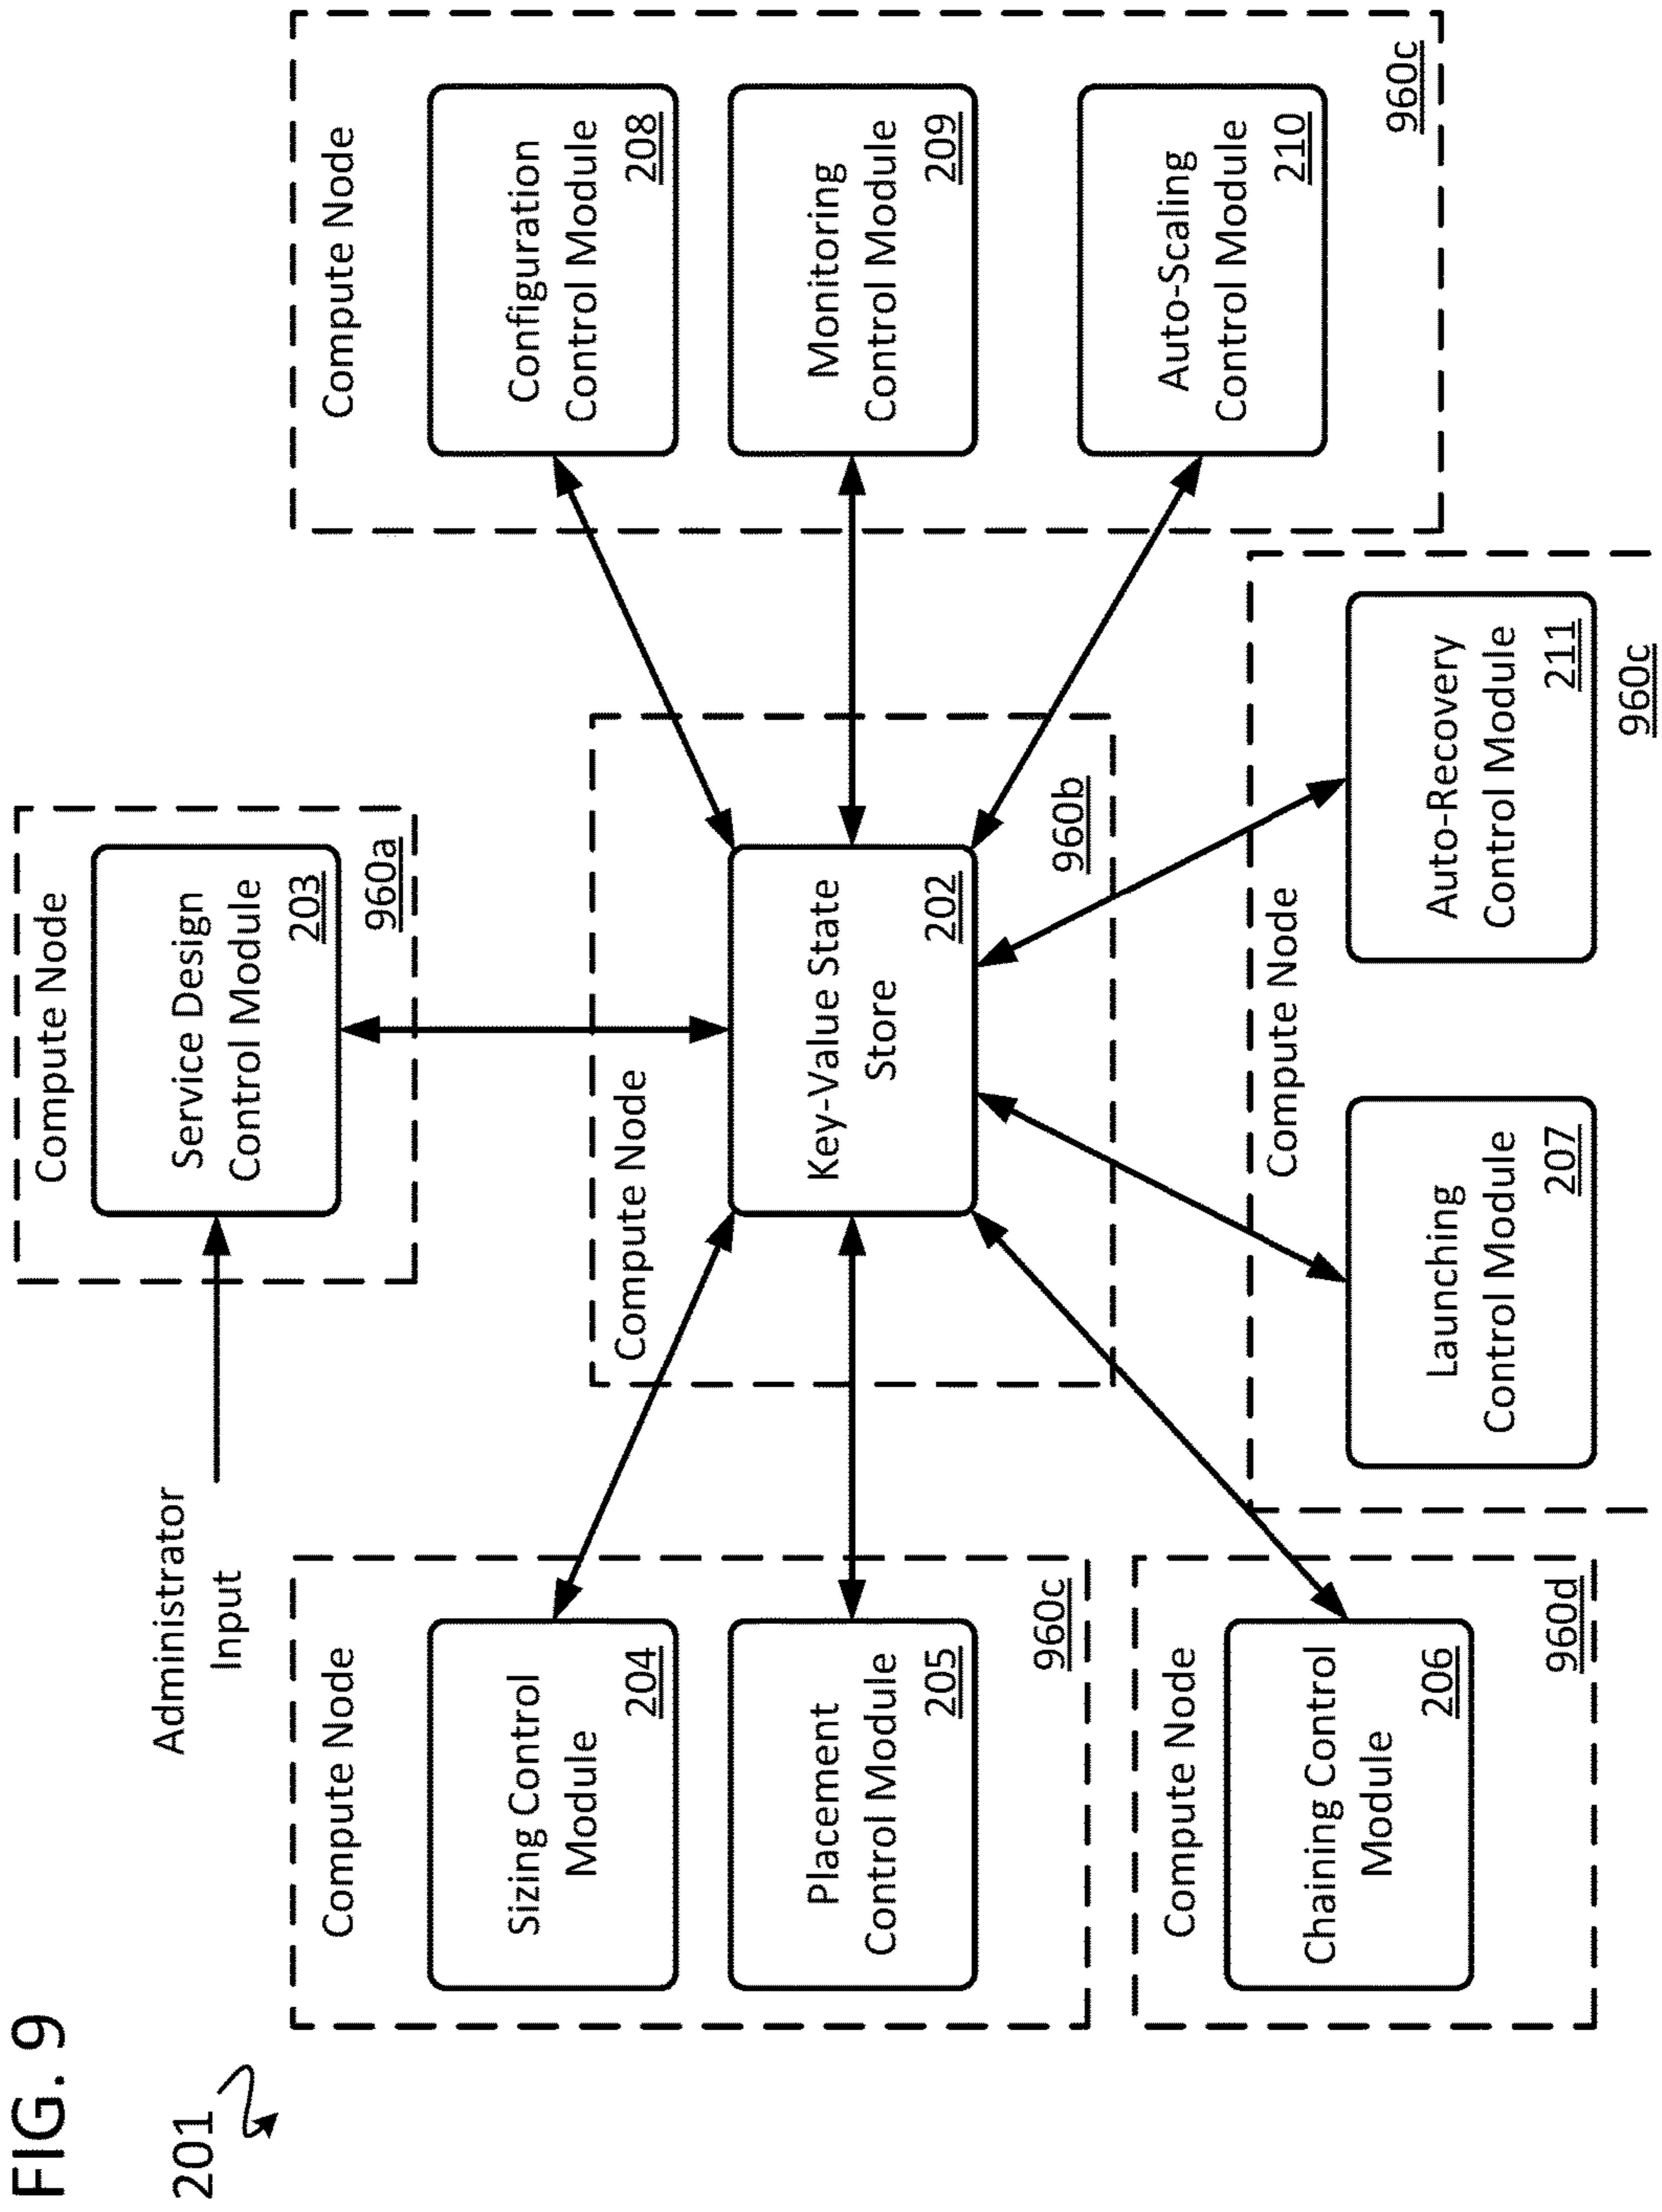 FIG. 9
201
Administrator
Input
Compute Node
Service Design
Control Module
203
960a
Compute Node
Sizing Control
Module
204
Placement
Control Module
205
960c
Compute Node
Key-Value State
Store
202
960b
Compute Node
Configuration
Control Module
208
Monitoring
Control Module
209
Auto-Scaling
Control Module
210
960c
Compute Node
Chaining Control
Module
206
960d
Compute Node
Launching
Control Module
207
Auto-Recovery
Control Module
211
960c